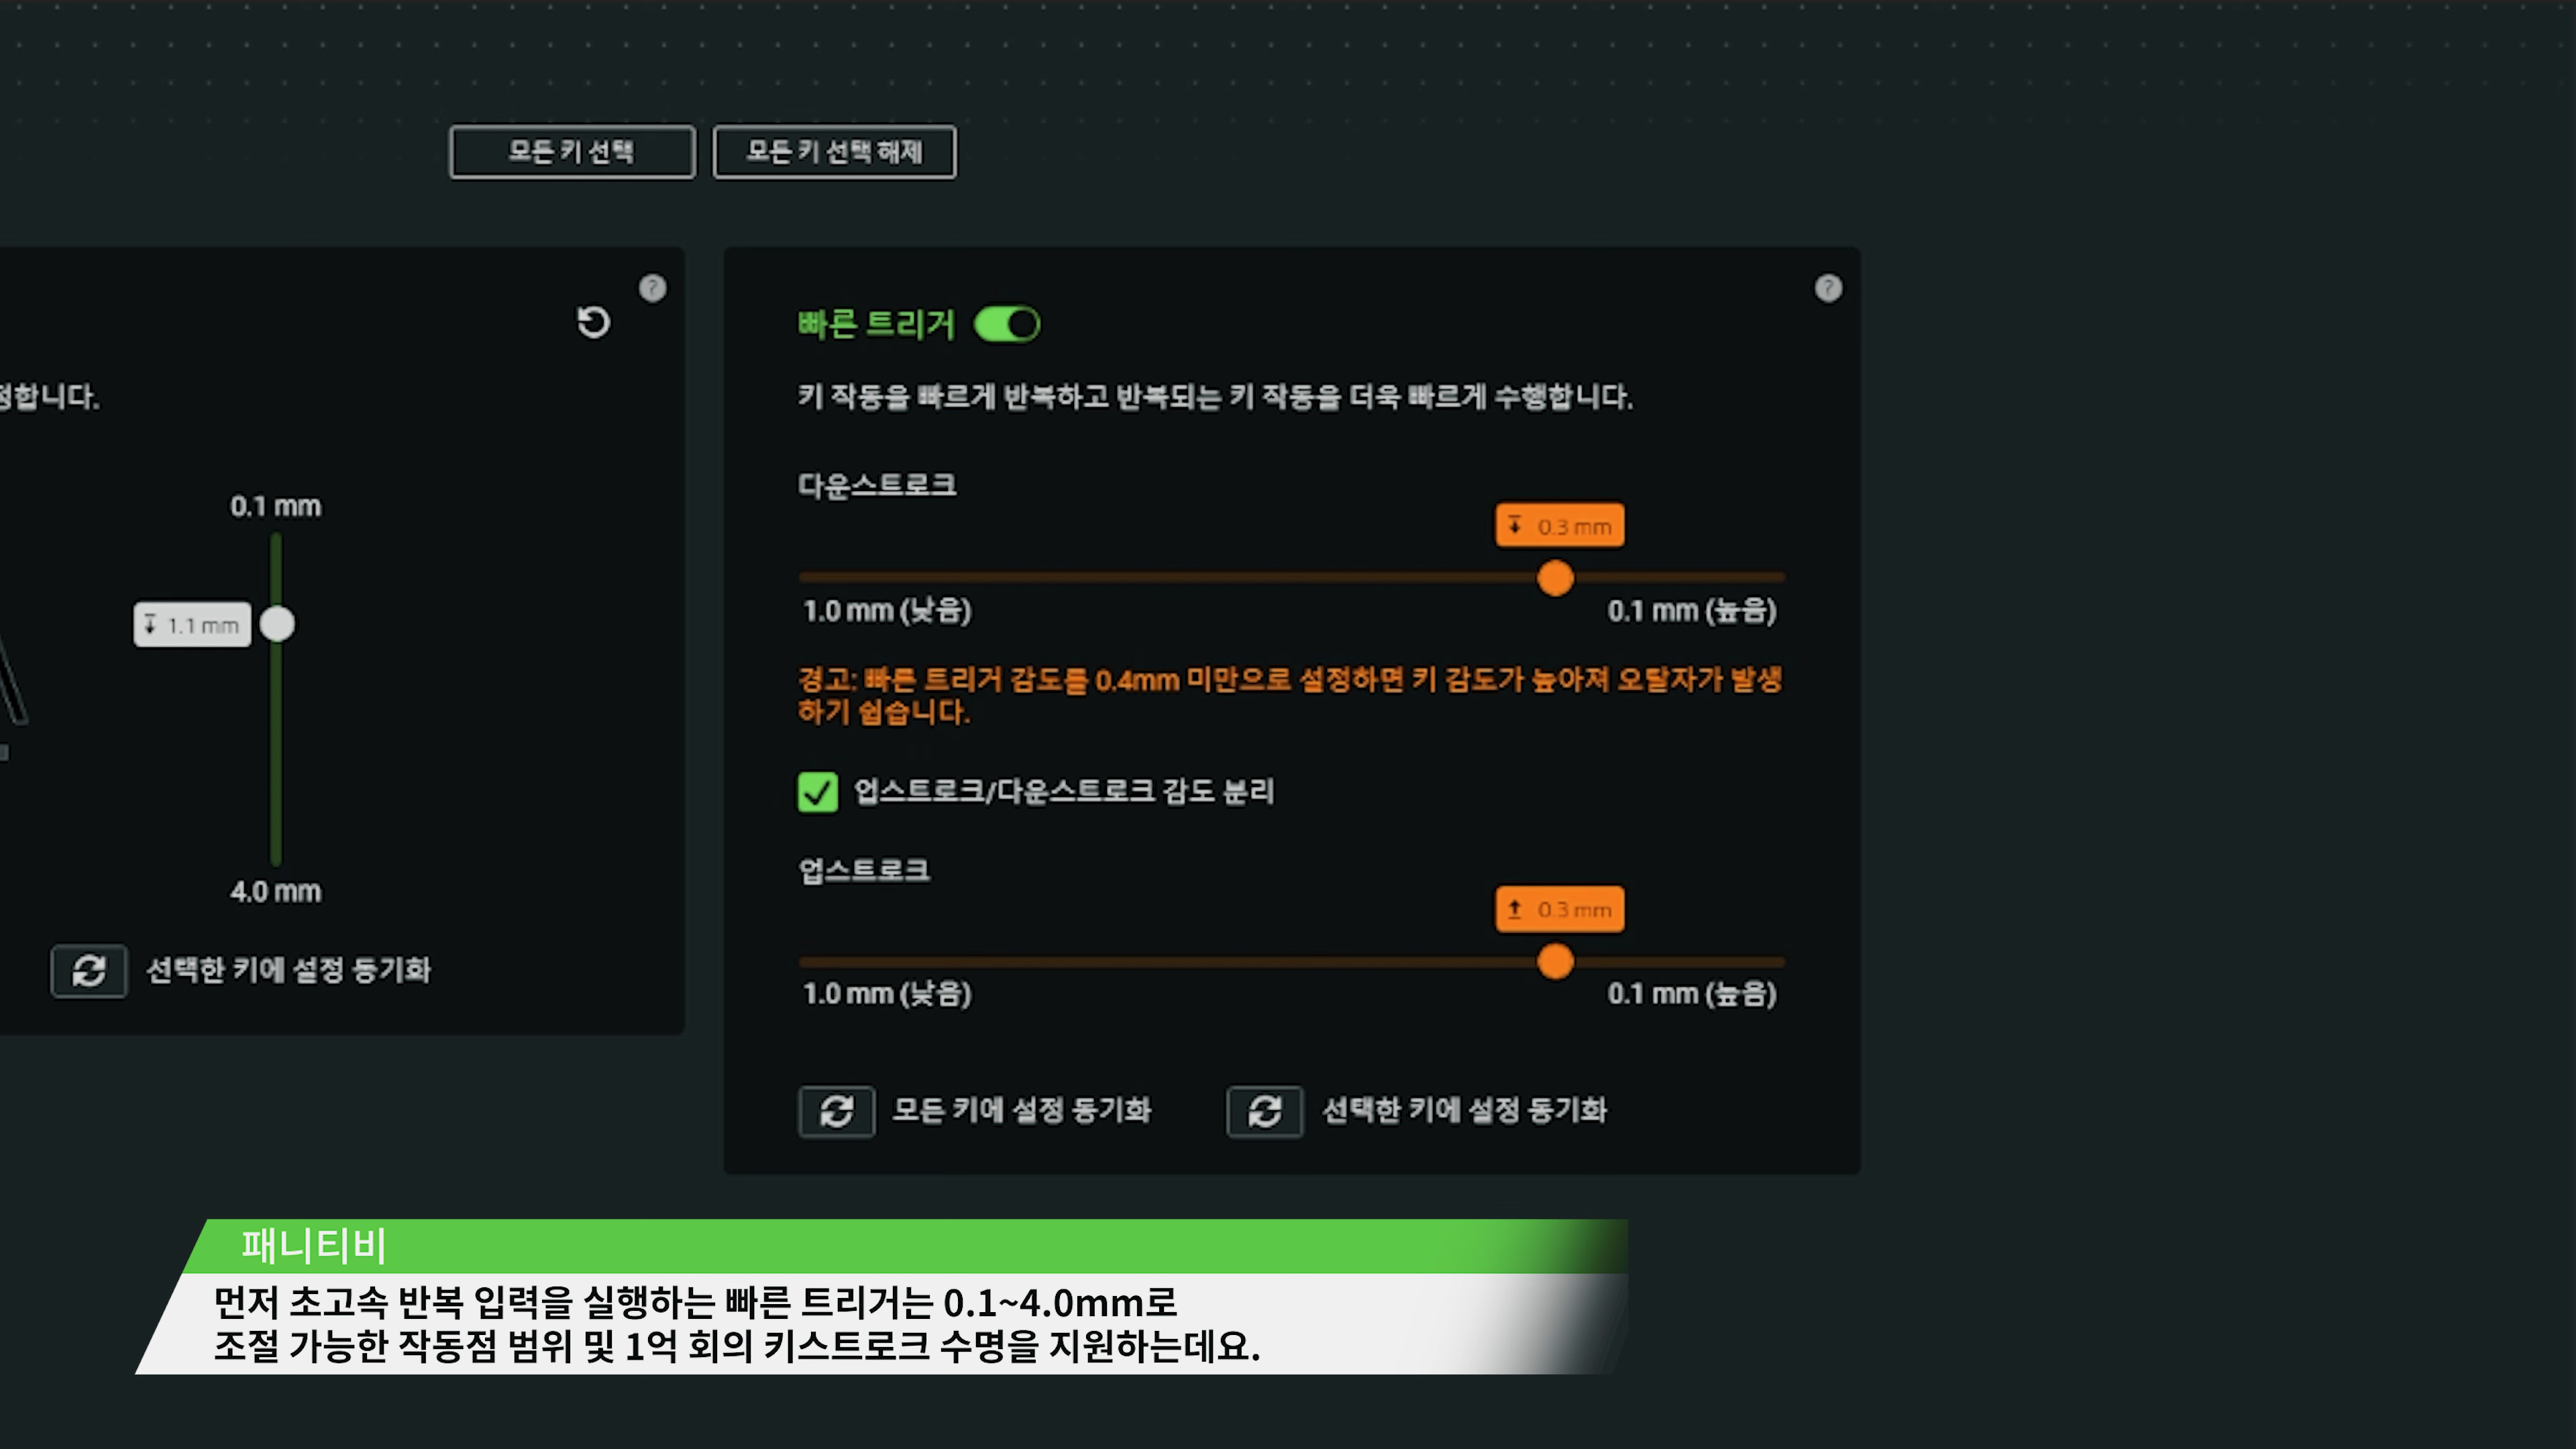 모든 키 선택
모든 키 선택 해제
정합니다.
0.1 mm
1.1 mm
4.0 mm
선택한 키에 설정 동기화
빠른 트리거
키 작동을 빠르게 반복하고 반복되는 키 작동을 더욱 빠르게 수행합니다.
다운스트로크
0.3 mm
1.0 mm (낮음)
0.1 mm (높음)
경고: 빠른 트리거 감도를 0.4mm 미만으로 설정하면 키 감도가 높아져 오탈자가 발생
하기 쉽습니다.
업스트로크/다운스트로크 감도 분리
업스트로크
0.3 mm
1.0 mm (낮음)
0.1 mm (높음)
모든 키에 설정 동기화
선택한 키에 설정 동기화
패니티비
먼저 초고속 반복 입력을 실행하는 빠른 트리거는 0.1~4.0mm로
조절 가능한 작동점 범위 및 1억 회의 키스트로크 수명을 지원하는데요.